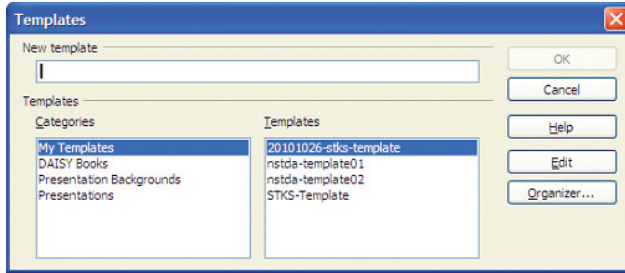 Templates
New template
OK
Cancel
Templates
Categories
Templates
Help
My Templates
DAISY Books
Presentation Backgrounds
Presentations
20101026-stks-template
nstda-template01
nstda-template02
STKS-Template
Edit
Organizer...